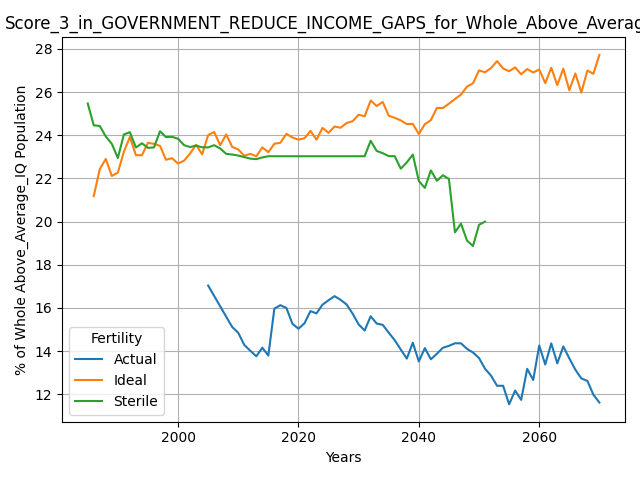 Score_3_in_GOVERNMENT_REDUCE_INCOME_GAPS_for_Whole_Above_Averag
% of Whole Above_Average_IQ Population
28
26
24
22
20
18
16
14
12
Fertility
Actual
Ideal
Sterile
2000
2020
2040
2060
Years